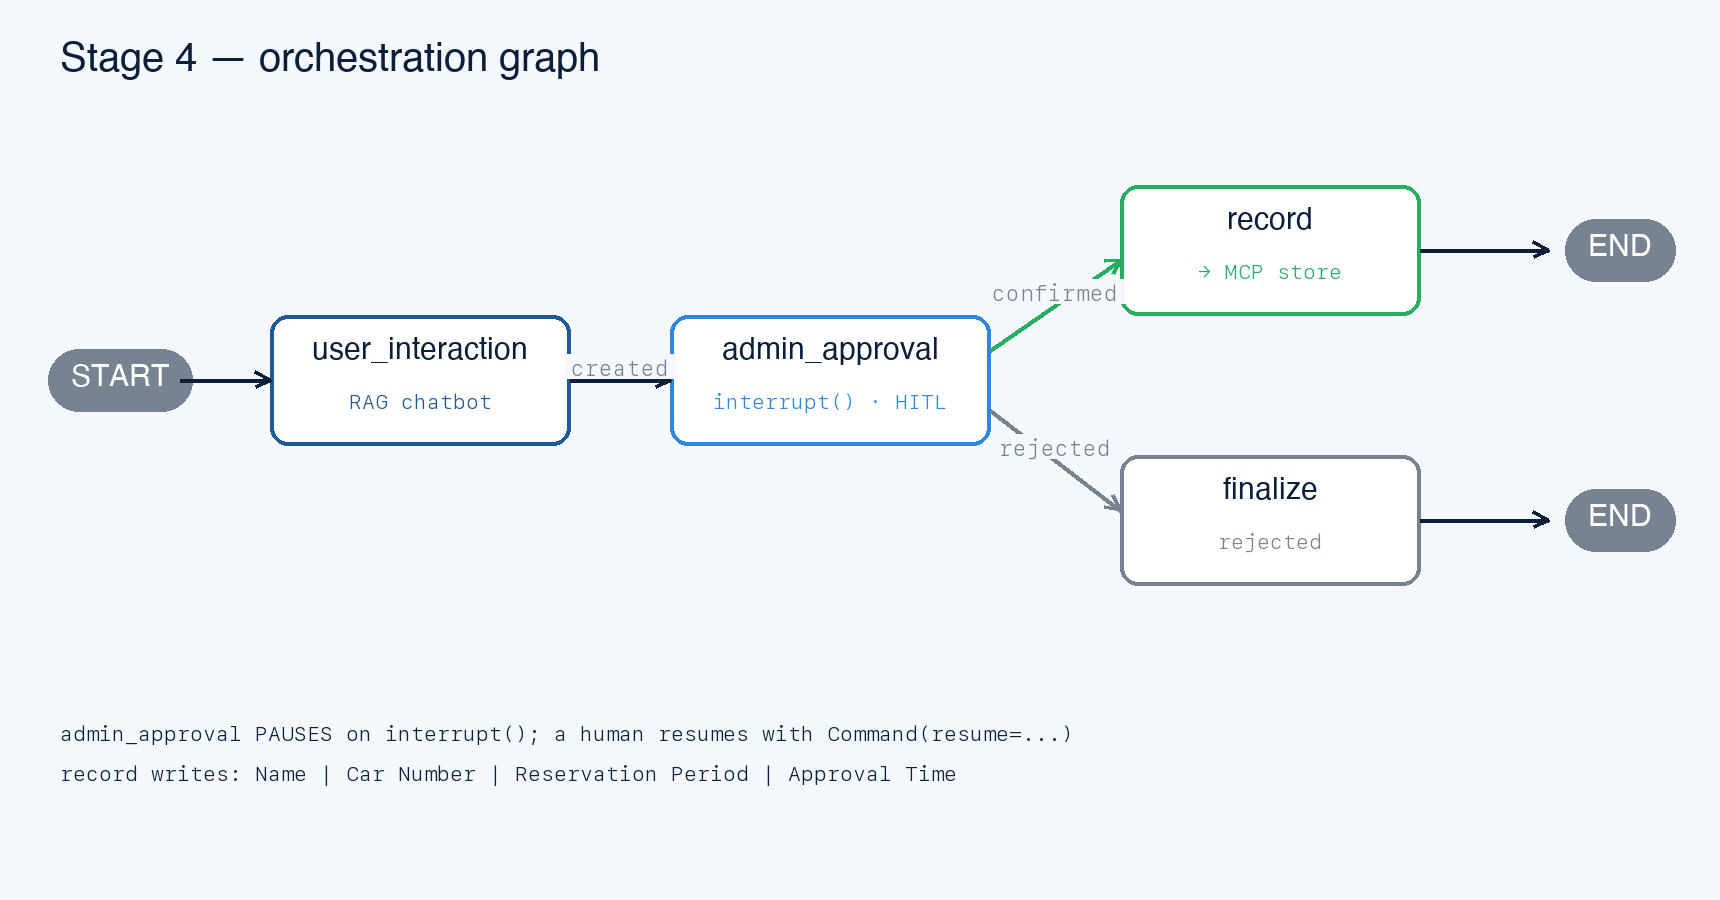 Stage 4 — orchestration graph
START
user_interaction
RAG chatbot
created
admin_approval
interrupt() · HITL
confirmed
record
→ MCP store
END
rejected
finalize
rejected
END
admin_approval PAUSES on interrupt(); a human resumes with Command(resume=...)
record writes: Name | Car Number | Reservation Period | Approval Time